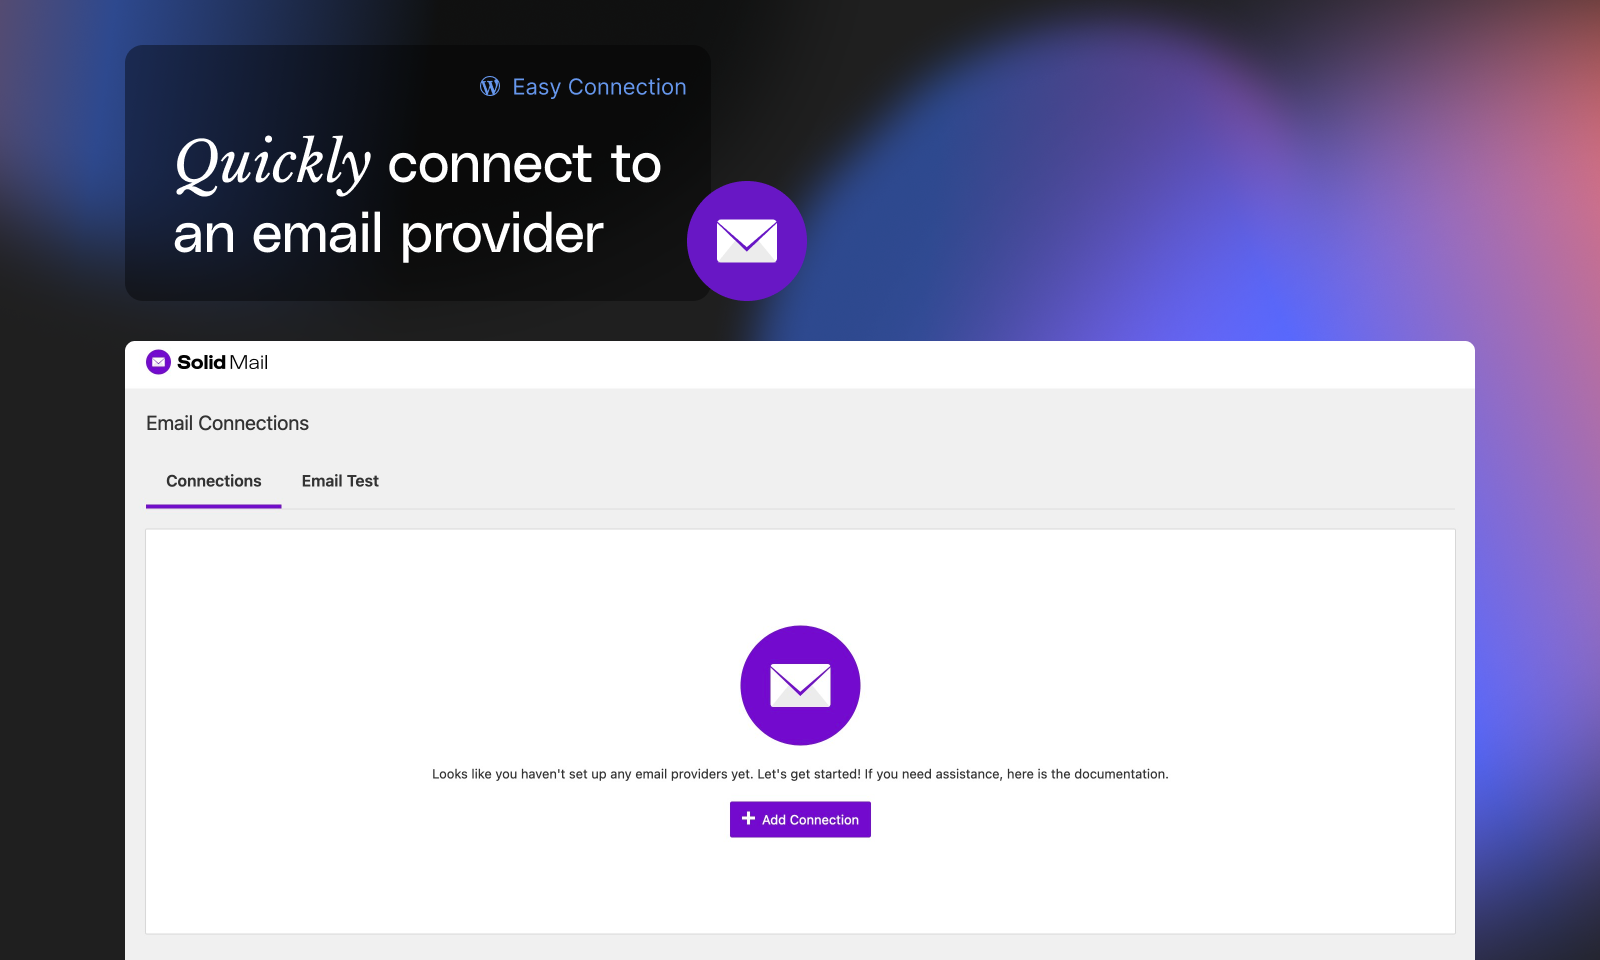 Easy Connection
Quickly connect to
an email provider
Solid Mail
Email Connections
Connections
Email Test
Looks like you haven't set up any email providers yet. Let's get started! If you need assistance, here is the documentation.
Add Connection